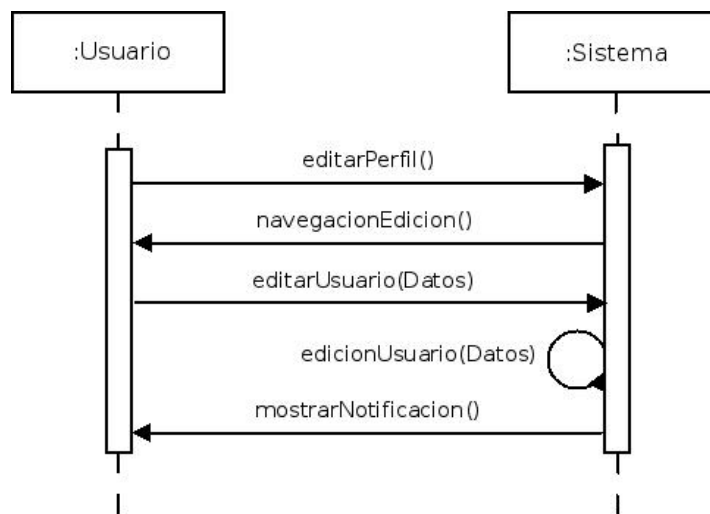 :Usuario
:Sistema
editarPerfil()
navegacionEdicion()
editarUsuario(Datos)
edicionUsuario(Datos)
mostrarNotificacion()